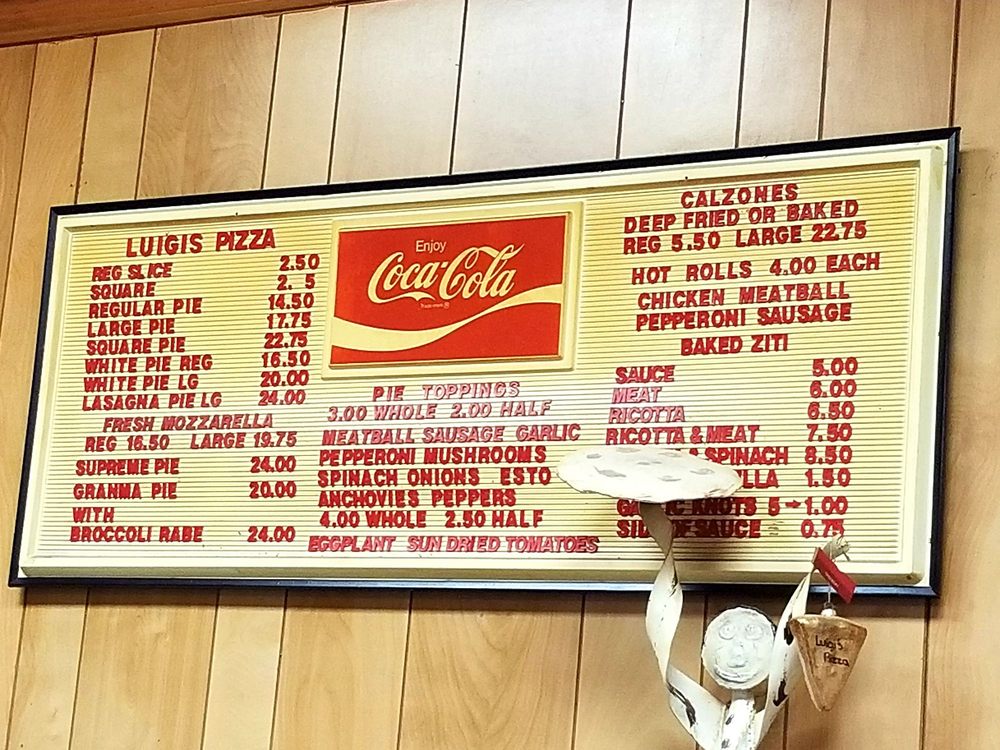 LUIGIS PIZZA
REG SLICE 2.50
SQUARE 2. 5
REGULAR PIE 14.50
LARGE PIE 17.75
SQUARE PIE 22.75
WHITE PIE REG 16.50
WHITE PIE LG 20.00
LASAGNA PIE LG 24.00
FRESH MOZZARELLA
REG 16.50 LARGE 19.75
SUPREME PIE 24.00
GRANMA PIE 20.00
WITH
BROCCOLI RABE 24.00
Enjoy
Coca-Cola
Trade-mark ®
PIE TOPPINGS
3.00 WHOLE 2.00 HALF
MEATBALL SAUSAGE GARLIC
PEPPERONI MUSHROOMS
SPINACH ONIONS ESTO
ANCHOVIES PEPPERS
4.00 WHOLE 2.50 HALF
EGGPLANT SUN DRIED TOMATOES
CALZONES
DEEP FRIED OR BAKED
REG 5.50 LARGE 22.75
HOT ROLLS 4.00 EACH
CHICKEN MEATBALL
PEPPERONI SAUSAGE
BAKED ZITI
SAUCE 5.00
MEAT 6.00
RICOTTA 6.50
RICOTTA & MEAT 7.50
& SPINACH 8.50
LLA 1.50
KNOTS 5 → 1.00
SAUCE 0.75
Luigi's
Pizza